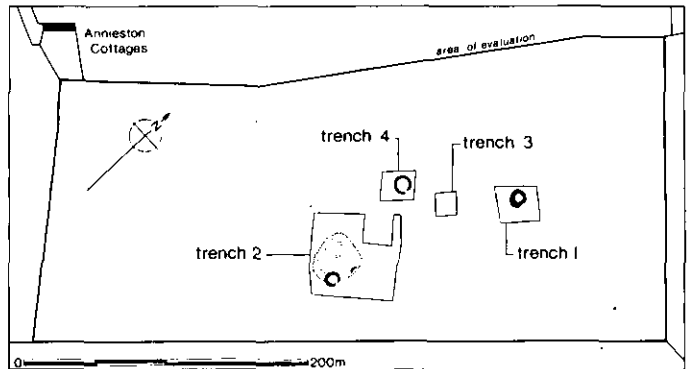 Annieston
Cottages
area of evaluation
N
trench 4
trench 3
trench 2
trench 1
0
200m